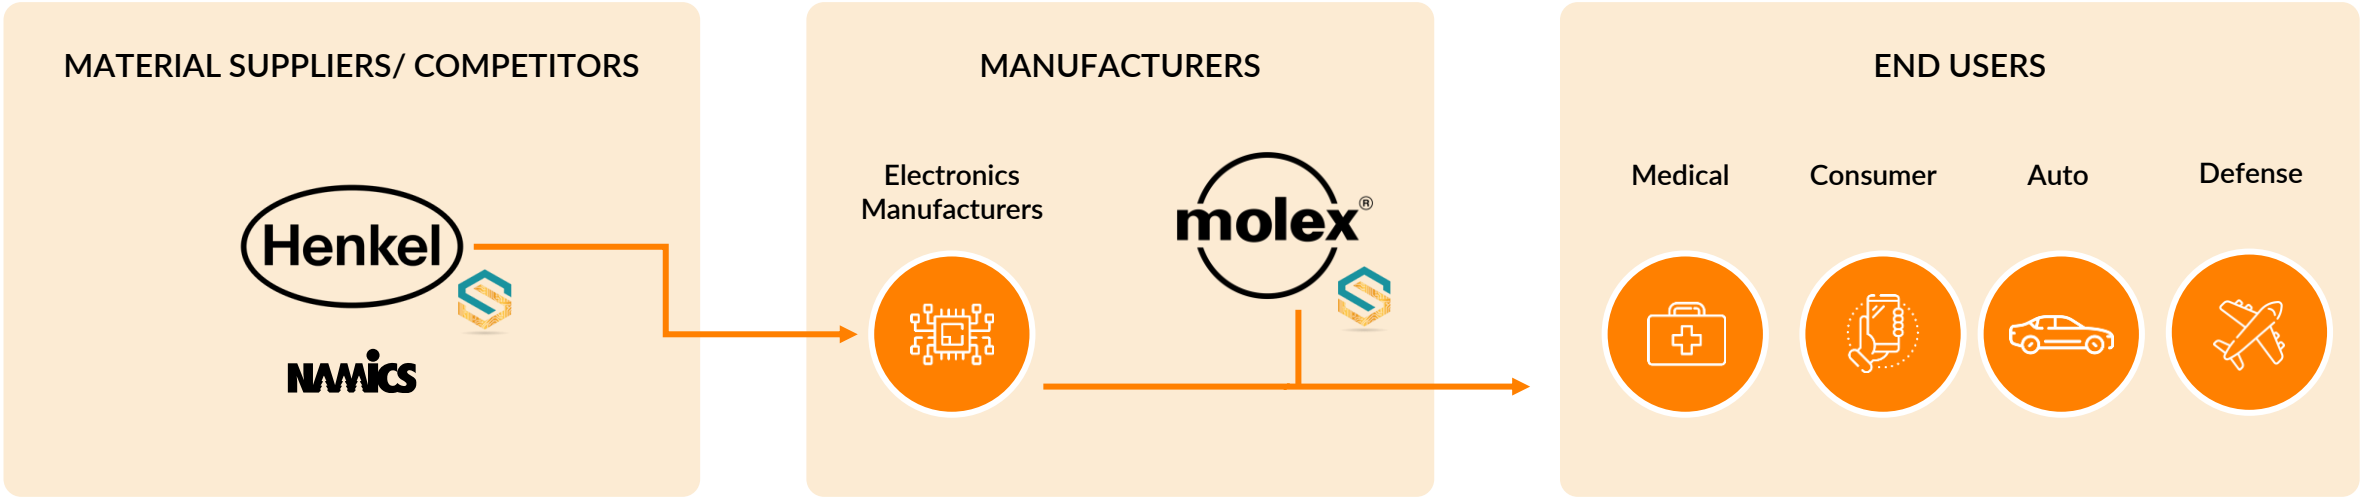 MATERIAL SUPPLIERS/ COMPETITORS
Henkel
NAMICS
MANUFACTURERS
Electronics
Manufacturers
molex®
END USERS
Medical
Consumer
Auto
Defense